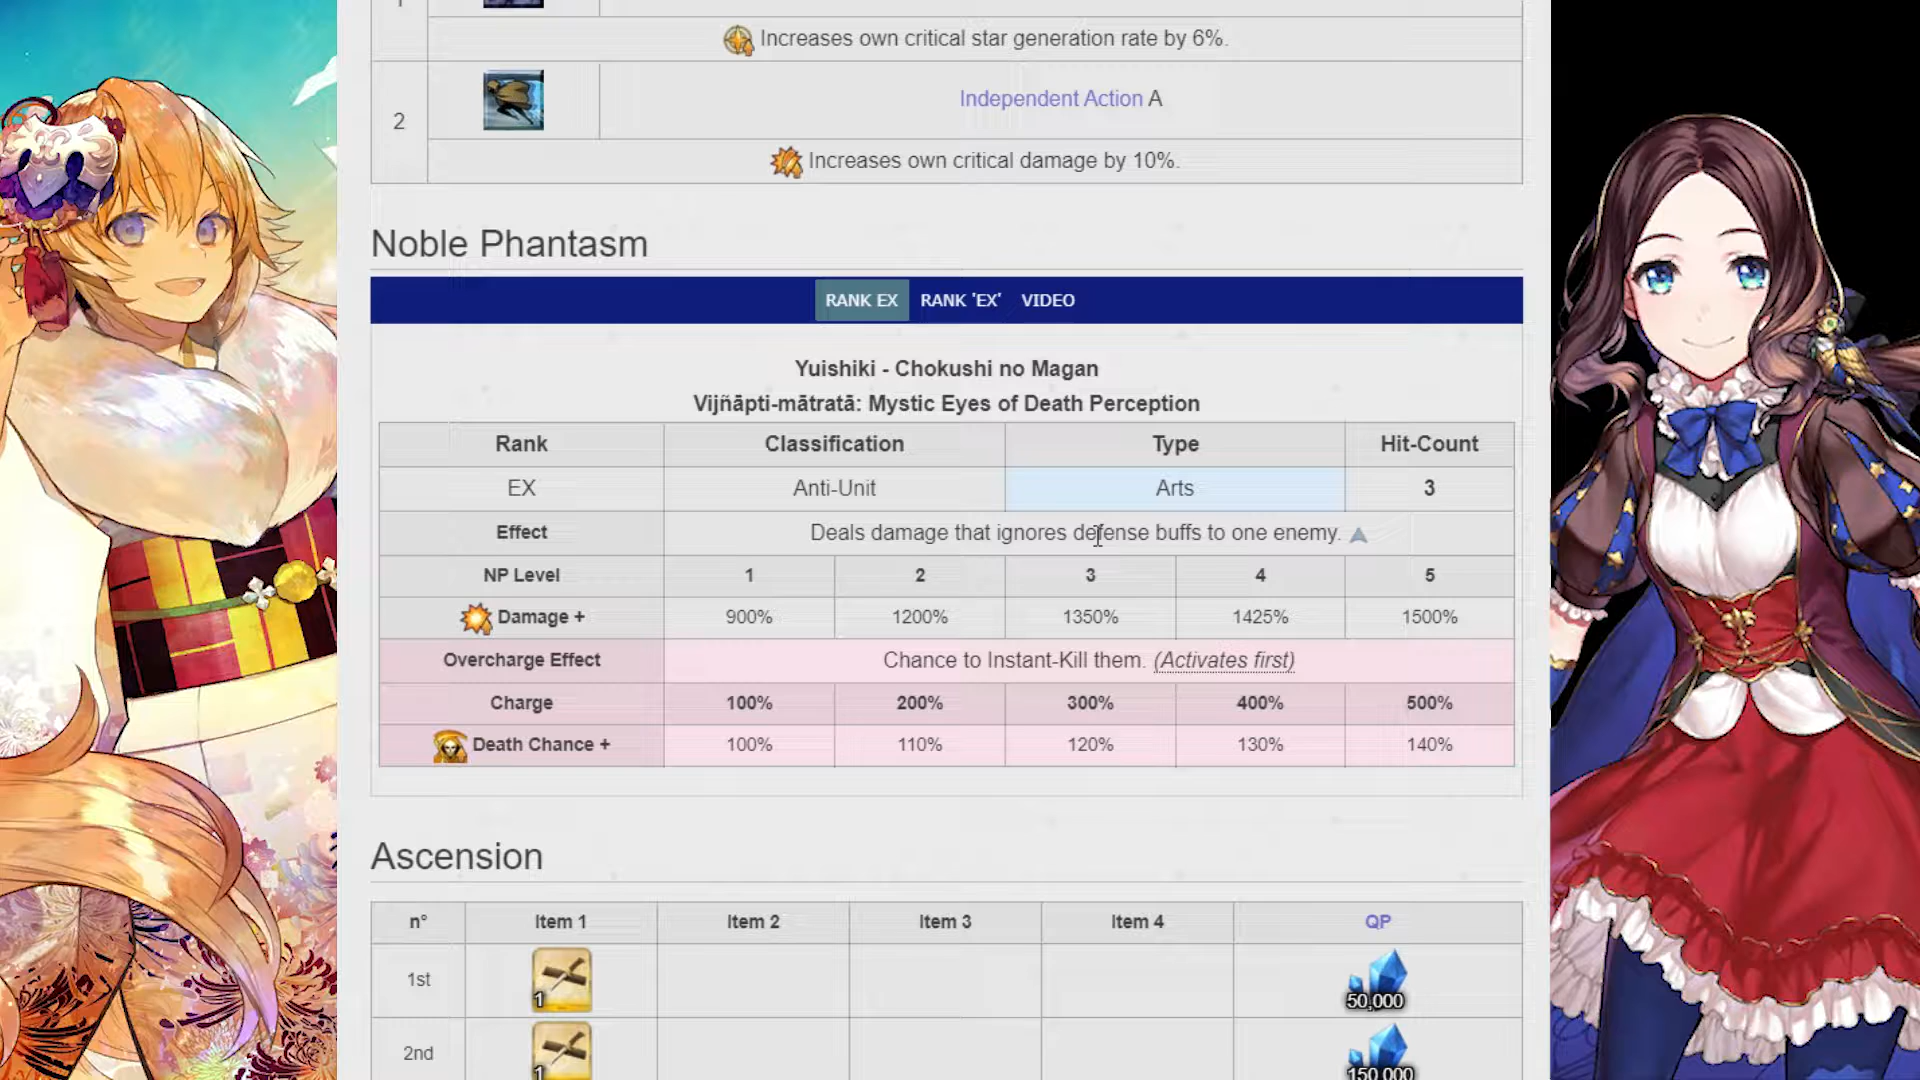 Increases own critical star generation rate by 6%.
2
Independent Action A
Increases own critical damage by 10%.
Noble Phantasm
RANK EX RANK 'EX' VIDEO
Yuishiki - Chokushi no Magan
Vijñāpti-mātratā: Mystic Eyes of Death Perception
Rank Classification Type Hit-Count
EX Anti-Unit Arts 3
Effect Deals damage that ignores defense buffs to one enemy.
NP Level 1 2 3 4 5
Damage + 900% 1200% 1350% 1425% 1500%
Overcharge Effect Chance to Instant-Kill them. (Activates first)
Charge 100% 200% 300% 400% 500%
Death Chance + 100% 110% 120% 130% 140%
Ascension
n° Item 1 Item 2 Item 3 Item 4 QP
1st 1 50,000
2nd 1 150,000